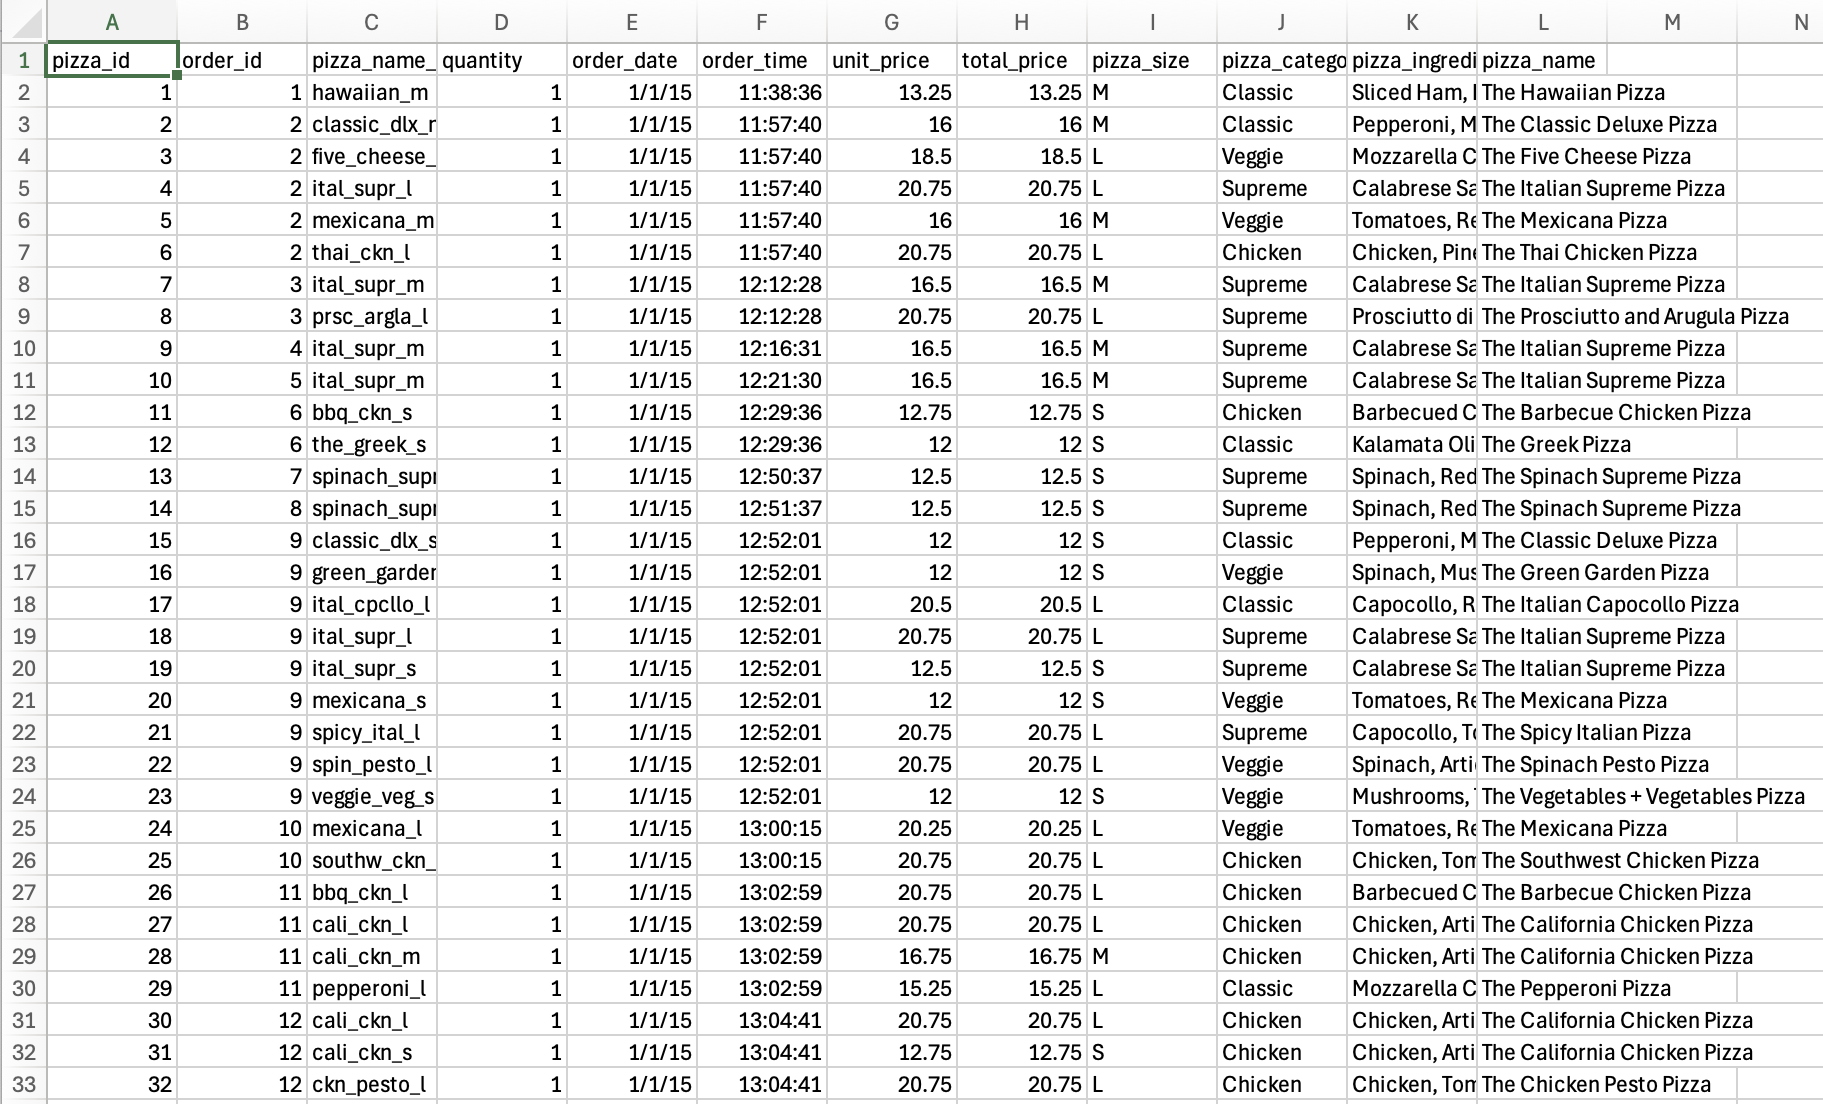 A B C D E F G H I J K L M N
1 pizza_id order_id pizza_name_ quantity order_date order_time unit_price total_price pizza_size pizza_catego pizza_ingredi pizza_name
2 1 1 hawaiian_m 1 1/1/15 11:38:36 13.25 13.25 M Classic Sliced Ham, The Hawaiian Pizza
3 2 2 classic_dlx_ 1 1/1/15 11:57:40 16 16 M Classic Pepperoni, M The Classic Deluxe Pizza
4 3 2 five_cheese_ 1 1/1/15 11:57:40 18.5 18.5 L Veggie Mozzarella C The Five Cheese Pizza
5 4 2 ital_supr_l 1 1/1/15 11:57:40 20.75 20.75 L Supreme Calabrese Sa The Italian Supreme Pizza
6 5 2 mexicana_m 1 1/1/15 11:57:40 16 16 M Veggie Tomatoes, Re The Mexicana Pizza
7 6 2 thai_ckn_l 1 1/1/15 11:57:40 20.75 20.75 L Chicken Chicken, Pine The Thai Chicken Pizza
8 7 3 ital_supr_m 1 1/1/15 12:12:28 16.5 16.5 M Supreme Calabrese Sa The Italian Supreme Pizza
9 8 3 prsc_argla_l 1 1/1/15 12:12:28 20.75 20.75 L Supreme Prosciutto di The Prosciutto and Arugula Pizza
10 9 4 ital_supr_m 1 1/1/15 12:16:31 16.5 16.5 M Supreme Calabrese Sa The Italian Supreme Pizza
11 10 5 ital_supr_m 1 1/1/15 12:21:30 16.5 16.5 M Supreme Calabrese Sa The Italian Supreme Pizza
12 11 6 bbq_ckn_s 1 1/1/15 12:29:36 12.75 12.75 S Chicken Barbecued C The Barbecue Chicken Pizza
13 12 6 the_greek_s 1 1/1/15 12:29:36 12 12 S Classic Kalamata Oli The Greek Pizza
14 13 7 spinach_sup 1 1/1/15 12:50:37 12.5 12.5 S Supreme Spinach, Red The Spinach Supreme Pizza
15 14 8 spinach_sup 1 1/1/15 12:51:37 12.5 12.5 S Supreme Spinach, Red The Spinach Supreme Pizza
16 15 9 classic_dlx_s 1 1/1/15 12:52:01 12 12 S Classic Pepperoni, M The Classic Deluxe Pizza
17 16 9 green_garden 1 1/1/15 12:52:01 12 12 S Veggie Spinach, Mus The Green Garden Pizza
18 17 9 ital_cpcllo_l 1 1/1/15 12:52:01 20.5 20.5 L Classic Capocollo, R The Italian Capocollo Pizza
19 18 9 ital_supr_l 1 1/1/15 12:52:01 20.75 20.75 L Supreme Calabrese Sa The Italian Supreme Pizza
20 19 9 ital_supr_s 1 1/1/15 12:52:01 12.5 12.5 S Supreme Calabrese Sa The Italian Supreme Pizza
21 20 9 mexicana_s 1 1/1/15 12:52:01 12 12 S Veggie Tomatoes, Re The Mexicana Pizza
22 21 9 spicy_ital_l 1 1/1/15 12:52:01 20.75 20.75 L Supreme Capocollo, To The Spicy Italian Pizza
23 22 9 spin_pesto_l 1 1/1/15 12:52:01 20.75 20.75 L Veggie Spinach, Arti The Spinach Pesto Pizza
24 23 9 veggie_veg_s 1 1/1/15 12:52:01 12 12 S Veggie Mushrooms, The Vegetables + Vegetables Pizza
25 24 10 mexicana_l 1 1/1/15 13:00:15 20.25 20.25 L Veggie Tomatoes, Re The Mexicana Pizza
26 25 10 southw_ckn_ 1 1/1/15 13:00:15 20.75 20.75 L Chicken Chicken, Tom The Southwest Chicken Pizza
27 26 11 bbq_ckn_l 1 1/1/15 13:02:59 20.75 20.75 L Chicken Barbecued C The Barbecue Chicken Pizza
28 27 11 cali_ckn_l 1 1/1/15 13:02:59 20.75 20.75 L Chicken Chicken, Arti The California Chicken Pizza
29 28 11 cali_ckn_m 1 1/1/15 13:02:59 16.75 16.75 M Chicken Chicken, Arti The California Chicken Pizza
30 29 11 pepperoni_l 1 1/1/15 13:02:59 15.25 15.25 L Classic Mozzarella C The Pepperoni Pizza
31 30 12 cali_ckn_l 1 1/1/15 13:04:41 20.75 20.75 L Chicken Chicken, Arti The California Chicken Pizza
32 31 12 cali_ckn_s 1 1/1/15 13:04:41 12.75 12.75 S Chicken Chicken, Arti The California Chicken Pizza
33 32 12 ckn_pesto_l 1 1/1/15 13:04:41 20.75 20.75 L Chicken Chicken, Tom The Chicken Pesto Pizza